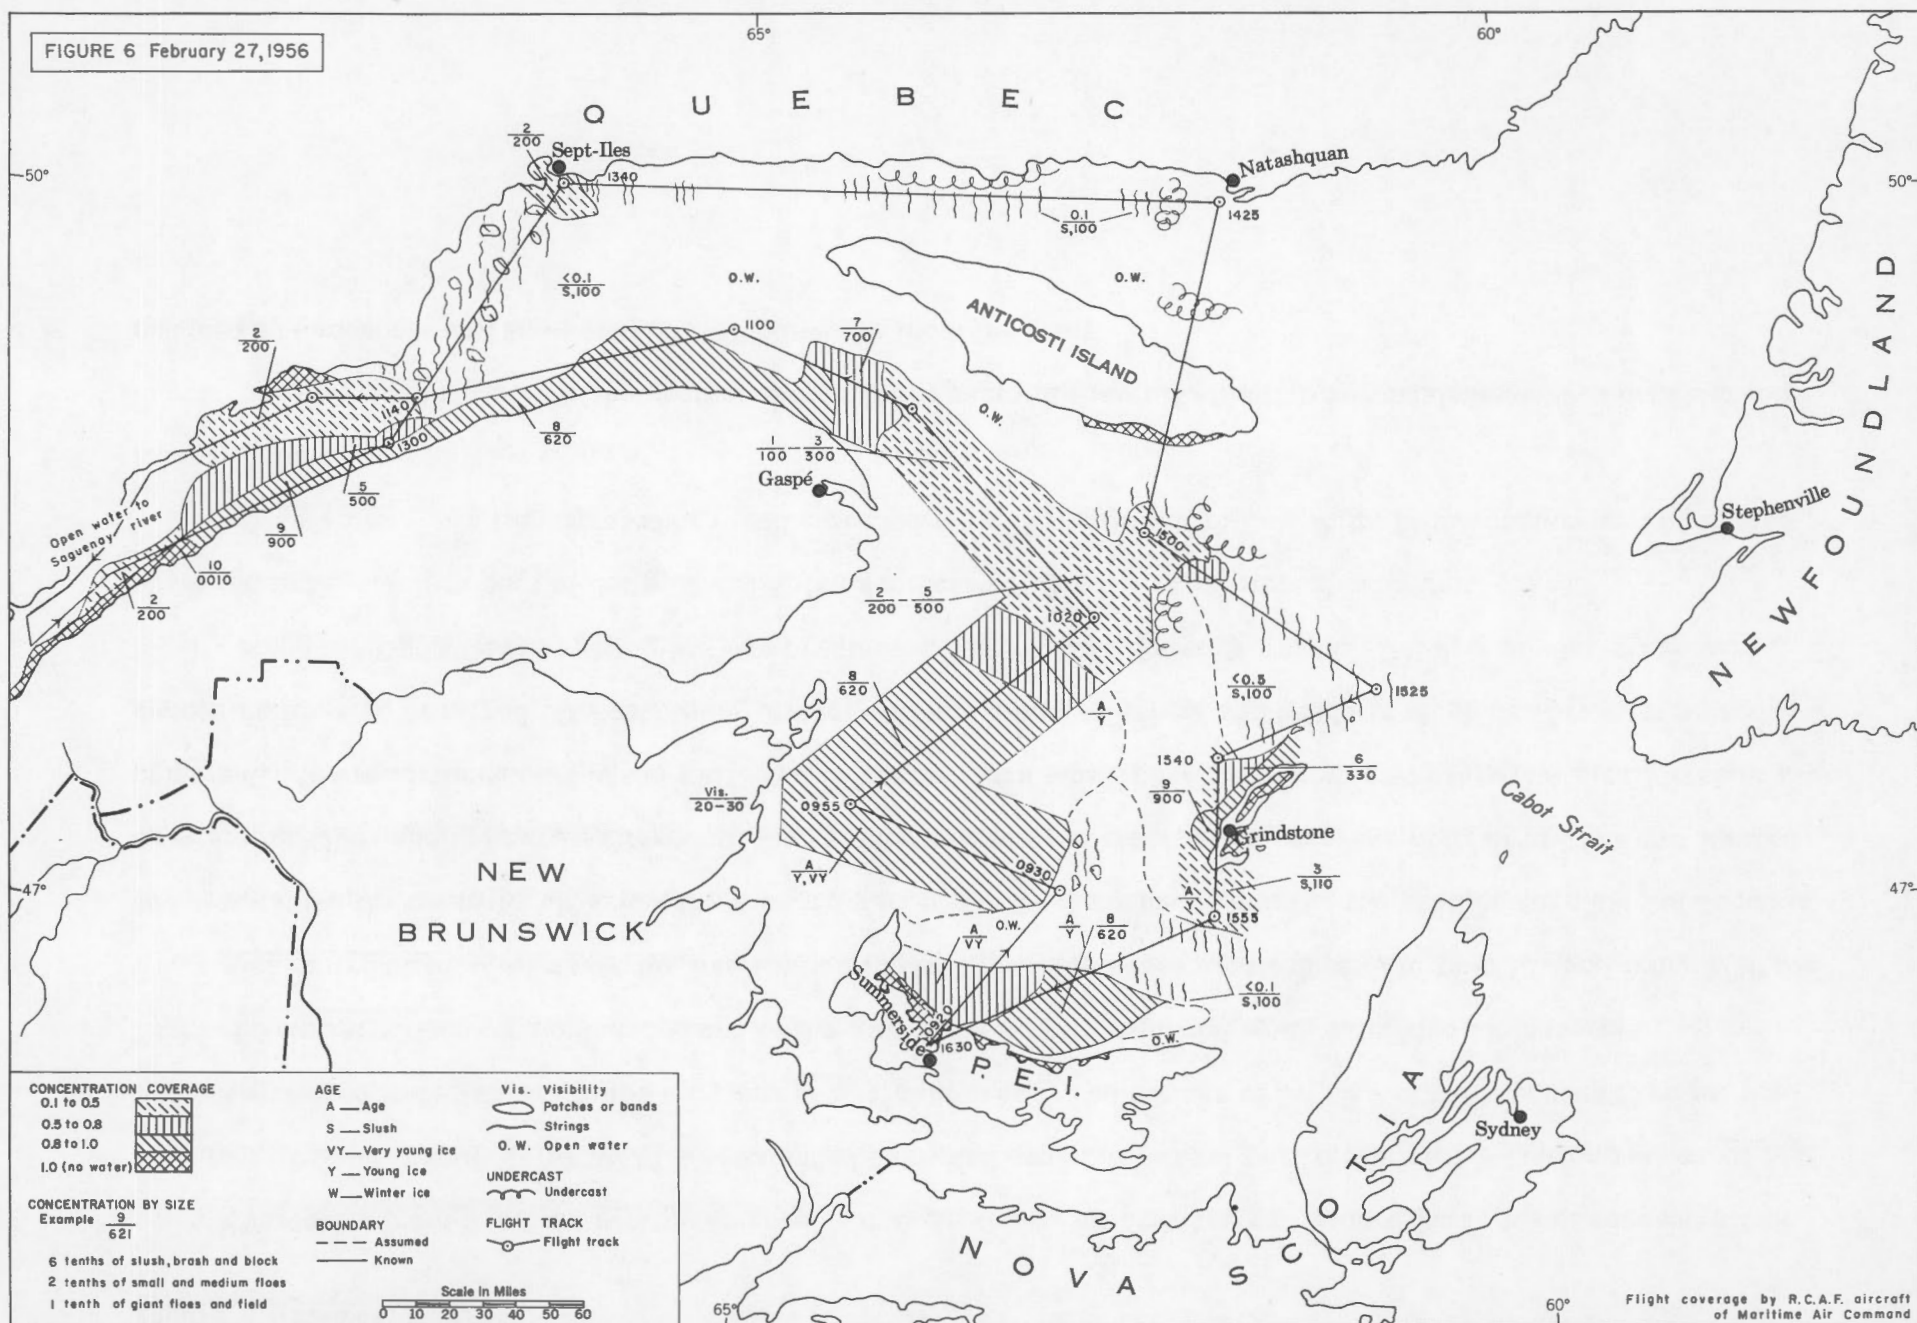 FIGURE 6 February 27, 1956
65°
60°
QUEBEC
2
200
Sept-Iles
1340
Natashquan
50°
50°
1425
0.1
S,100
<0.1
S,100
O.W.
O.W.
ANTICOSTI ISLAND
1100
7
700
2
200
O.W.
1140
1300
8
620
1
100
-
3
300
Gaspé
5
500
9
900
Open water to
Saguenay river
10
0010
2
200
1500
Stephenville
NEWFOUNDLAND
2
200
-
5
500
1020
8
620
A
Y
<0.5
S,100
1525
1540
6
330
Vis.
20-30
0955
9
900
Grindstone
Cabot Strait
A
Y,VY
0930
3
S,110
47°
47°
NEW
BRUNSWICK
A
VY
O.W.
A
Y
8
620
A
1555
<0.1
S,100
Summerside
0920
1630
O.W.
P.E.I.
Sydney
NOVA SCOTIA
CONCENTRATION COVERAGE
0.1 to 0.5
0.5 to 0.8
0.8 to 1.0
1.0 (no water)
CONCENTRATION BY SIZE
Example 9
621
6 tenths of slush, brash and block
2 tenths of small and medium floes
1 tenth of giant floes and field
AGE
A — Age
S — Slush
VY — Very young ice
Y — Young ice
W — Winter ice
BOUNDARY
Assumed
Known
Vis. Visibility
Patches or bands
Strings
O.W. Open water
UNDERCAST
Undercast
FLIGHT TRACK
Flight track
Scale in Miles
10 0 10 20 30 40 50 60
65°
60°
Flight coverage by R.C.A.F. aircraft
of Maritime Air Command